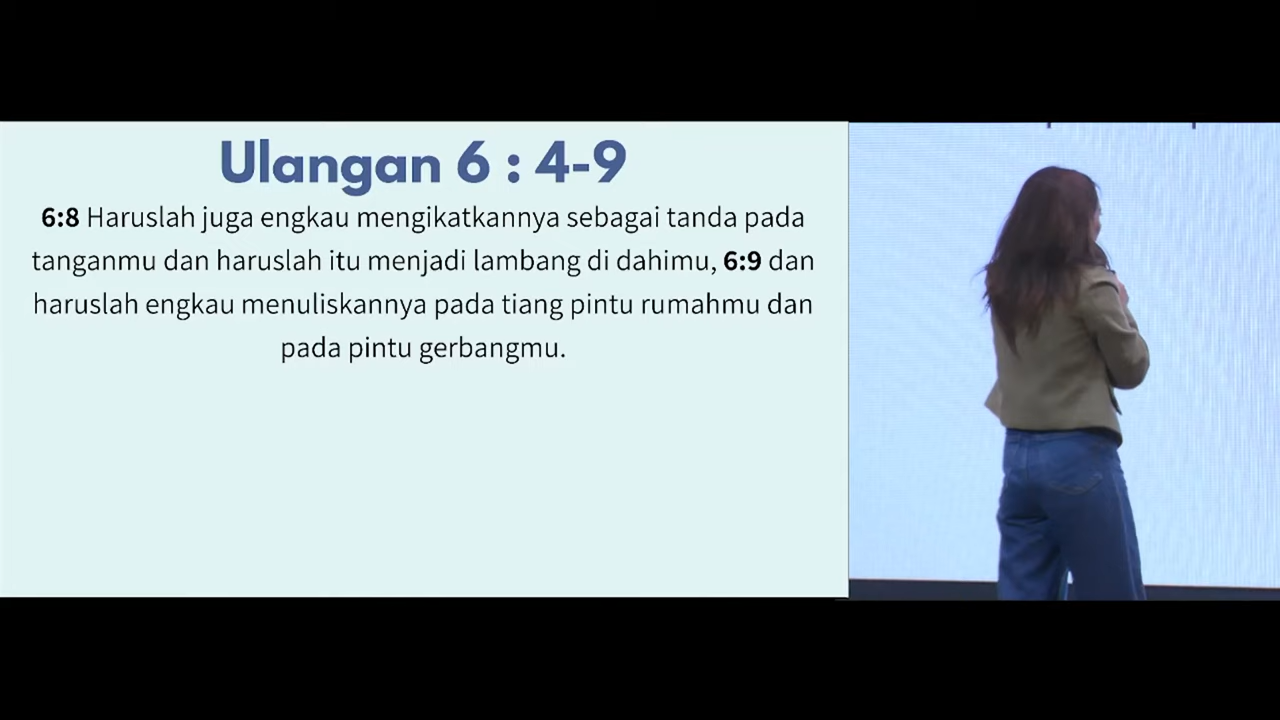 Ulangan 6 : 4-9
6:8 Haruslah juga engkau mengikatkannya sebagai tanda pada
tanganmu dan haruslah itu menjadi lambang di dahimu, 6:9 dan
haruslah engkau menuliskannya pada tiang pintu rumahmu dan
pada pintu gerbangmu.